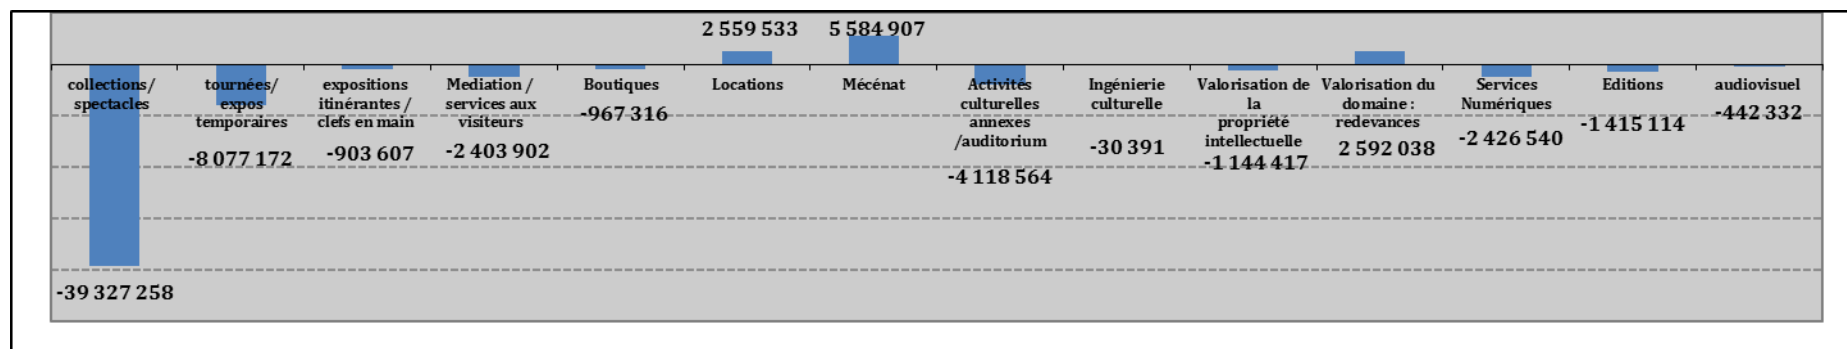 2 559 533
5 584 907
collections/
spectacles
tournées/
expos
temporaires
expositions
itinérantes /
clefs en main
Mediation /
services aux
visiteurs
Boutiques
Locations
Mécénat
Activités
culturelles
annexes
/auditorium
Ingénierie
culturelle
Valorisation de
la
propriété
intellectuelle
Valorisation du
domaine :
redevances
Services
Numériques
Editions
audiovisuel
-39 327 258
-8 077 172
-903 607
-2 403 902
-967 316
-4 118 564
-30 391
-1 144 417
2 592 038
-2 426 540
-1 415 114
-442 332